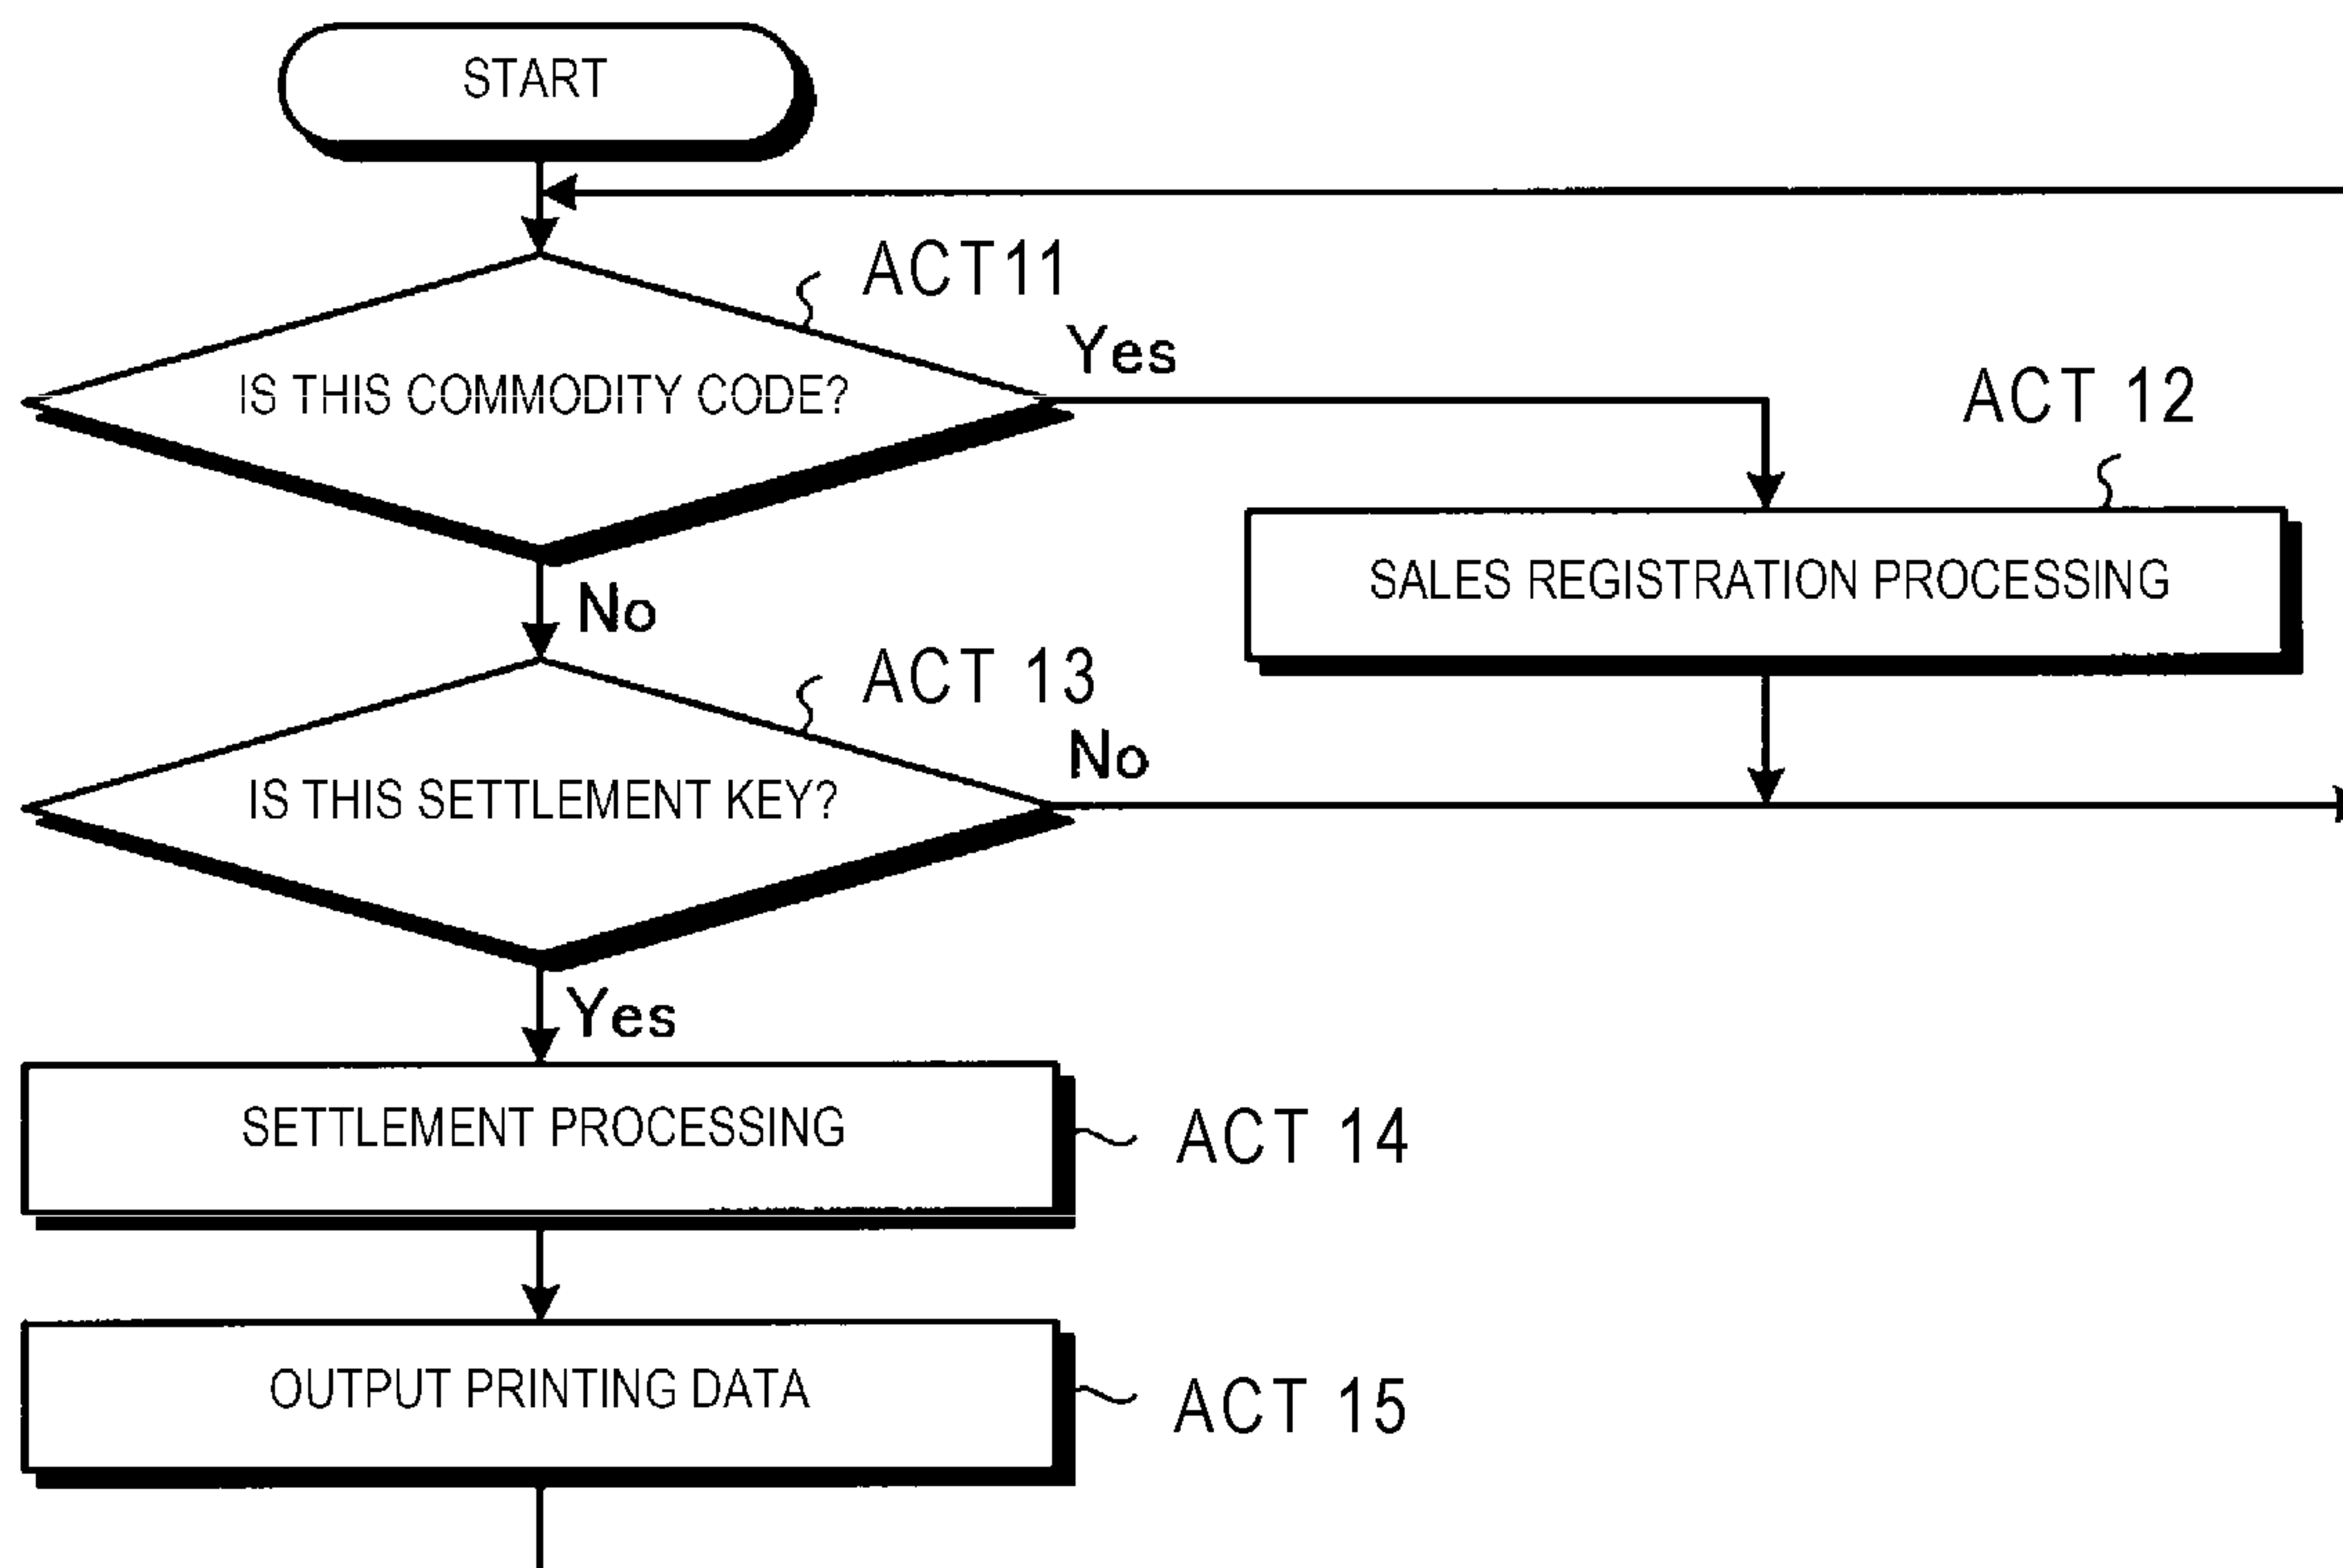 START
ACT11
IS THIS COMMODITY CODE?
Yes
ACT 12
SALES REGISTRATION PROCESSING
No
ACT 13
IS THIS SETTLEMENT KEY?
No
Yes
SETTLEMENT PROCESSING
ACT 14
OUTPUT PRINTING DATA
ACT 15